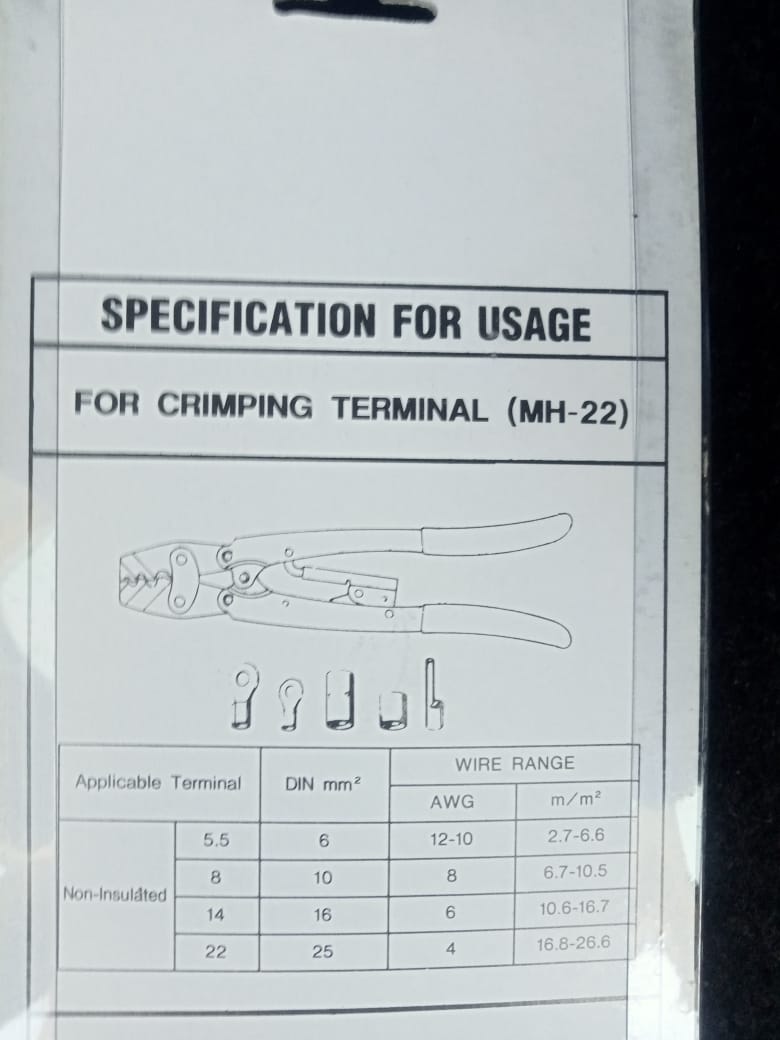 SPECIFICATION FOR USAGE
FOR CRIMPING TERMINAL (MH-22)
Applicable Terminal DIN mm² WIRE RANGE
AWG m/m²
Non-Insulated
5.5 6 12-10 2.7-6.6
8 10 8 6.7-10.5
14 16 6 10.6-16.7
22 25 4 16.8-26.6